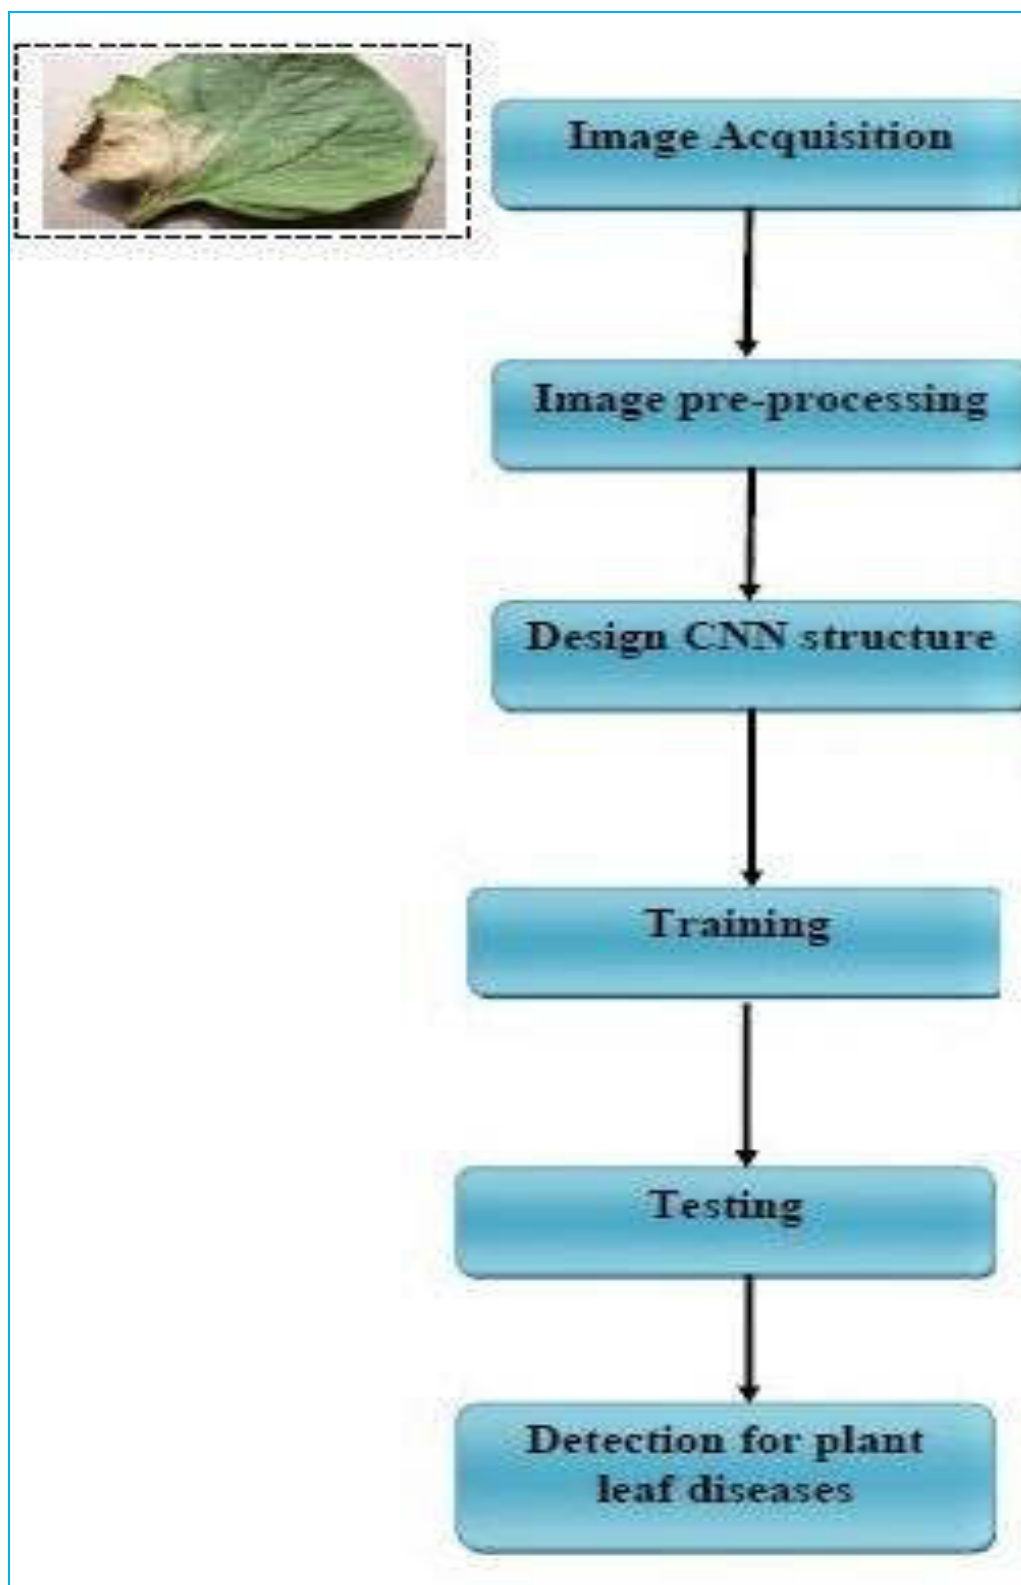 Image Acquisition
Image pre-processing
Design CNN structure
Training
Testing
Detection for plant
leaf diseases